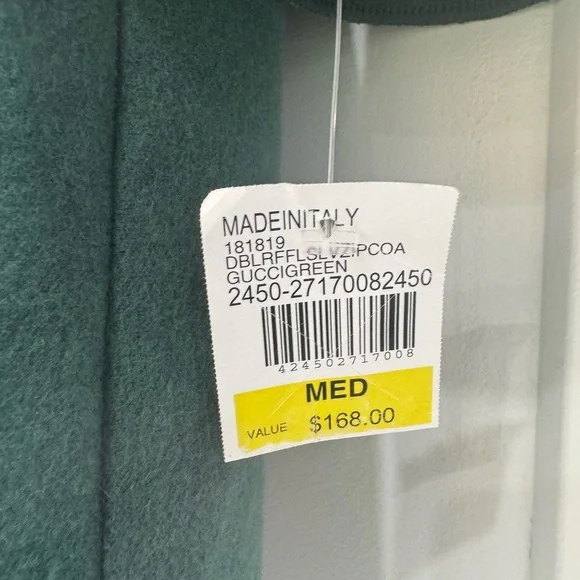 MADEINITALY
181819
DBLRFFLSLVZIPCOA
GUCCIGREEN
2450-27170082450
424502717008
MED
VALUE $168.00